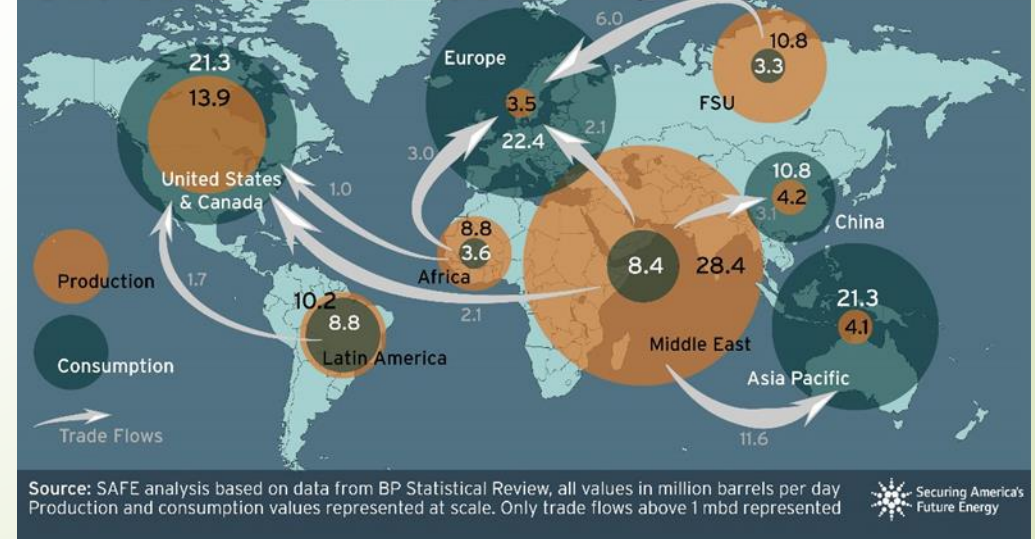 6.0
Europe
10.8
3.3
FSU
21.3
13.9
3.5
2.1
22.4
3.0
United States
& Canada
1.0
10.8
4.2
3.1
China
8.8
3.6
Africa
8.4
28.4
Production
1.7
10.2
8.8
Latin America
2.1
Middle East
21.3
4.1
Asia Pacific
Consumption
Trade Flows
11.6
Source: SAFE analysis based on data from BP Statistical Review, all values in million barrels per day
Production and consumption values represented at scale. Only trade flows above 1 mbd represented
Securing America's
Future Energy